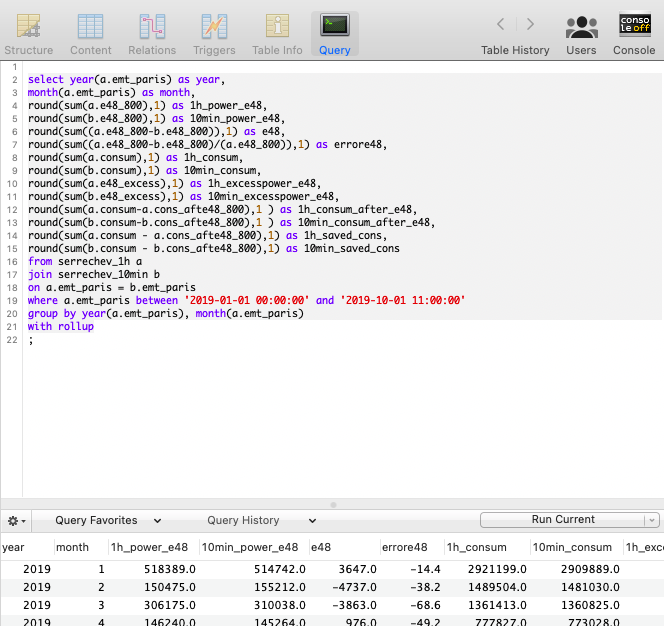 Structure Content Relations Triggers Table Info Query Table History Users Console
conso
le off
1
2 select year(a.emt_paris) as year,
3 month(a.emt_paris) as month,
4 round(sum(a.e48_800),1) as 1h_power_e48,
5 round(sum(b.e48_800),1) as 10min_power_e48,
6 round(sum((a.e48_800-b.e48_800)),1) as e48,
7 round(sum((a.e48_800-b.e48_800)/(a.e48_800)),1) as errore48,
8 round(sum(a.consum),1) as 1h_consum,
9 round(sum(b.consum),1) as 10min_consum,
10 round(sum(a.e48_excess),1) as 1h_excesspower_e48,
11 round(sum(b.e48_excess),1) as 10min_excesspower_e48,
12 round(sum(a.consum-a.cons_afte48_800),1 ) as 1h_consum_after_e48,
13 round(sum(b.consum-b.cons_afte48_800),1 ) as 10min_consum_after_e48,
14 round(sum(a.consum - a.cons_afte48_800),1) as 1h_saved_cons,
15 round(sum(b.consum - b.cons_afte48_800),1) as 10min_saved_cons
16 from serrechev_1h a
17 join serrechev_10min b
18 on a.emt_paris = b.emt_paris
19 where a.emt_paris between '2019-01-01 00:00:00' and '2019-10-01 11:00:00'
20 group by year(a.emt_paris), month(a.emt_paris)
21 with rollup
22 ;
Query Favorites Query History Run Current
year month 1h_power_e48 10min_power_e48 e48 errore48 1h_consum 10min_consum 1h_exc
2019 1 518389.0 514742.0 3647.0 -14.4 2921199.0 2909889.0
2019 2 150475.0 155212.0 -4737.0 -38.2 1489504.0 1481030.0
2019 3 306175.0 310038.0 -3863.0 -68.6 1361413.0 1360825.0
2019 4 146240.0 145264.0 976.0 -49.2 777827.0 773028.0